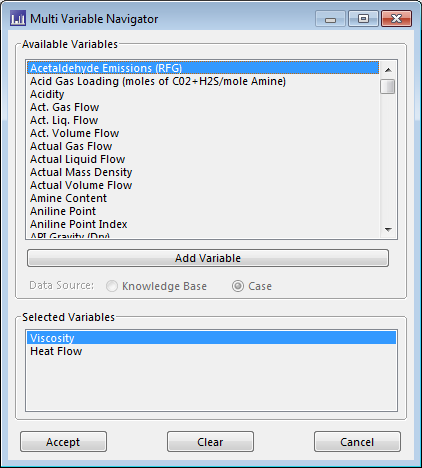 Multi Variable Navigator
Available Variables
Acetaldehyde Emissions (RFG)
Acid Gas Loading (moles of C02+H2S/mole Amine)
Acidity
Act. Gas Flow
Act. Liq. Flow
Act. Volume Flow
Actual Gas Flow
Actual Liquid Flow
Actual Mass Density
Actual Volume Flow
Amine Content
Aniline Point
Aniline Point Index
API Gravity (Dry)
Add Variable
Data Source: Knowledge Base Case
Selected Variables
Viscosity
Heat Flow
Accept Clear Cancel